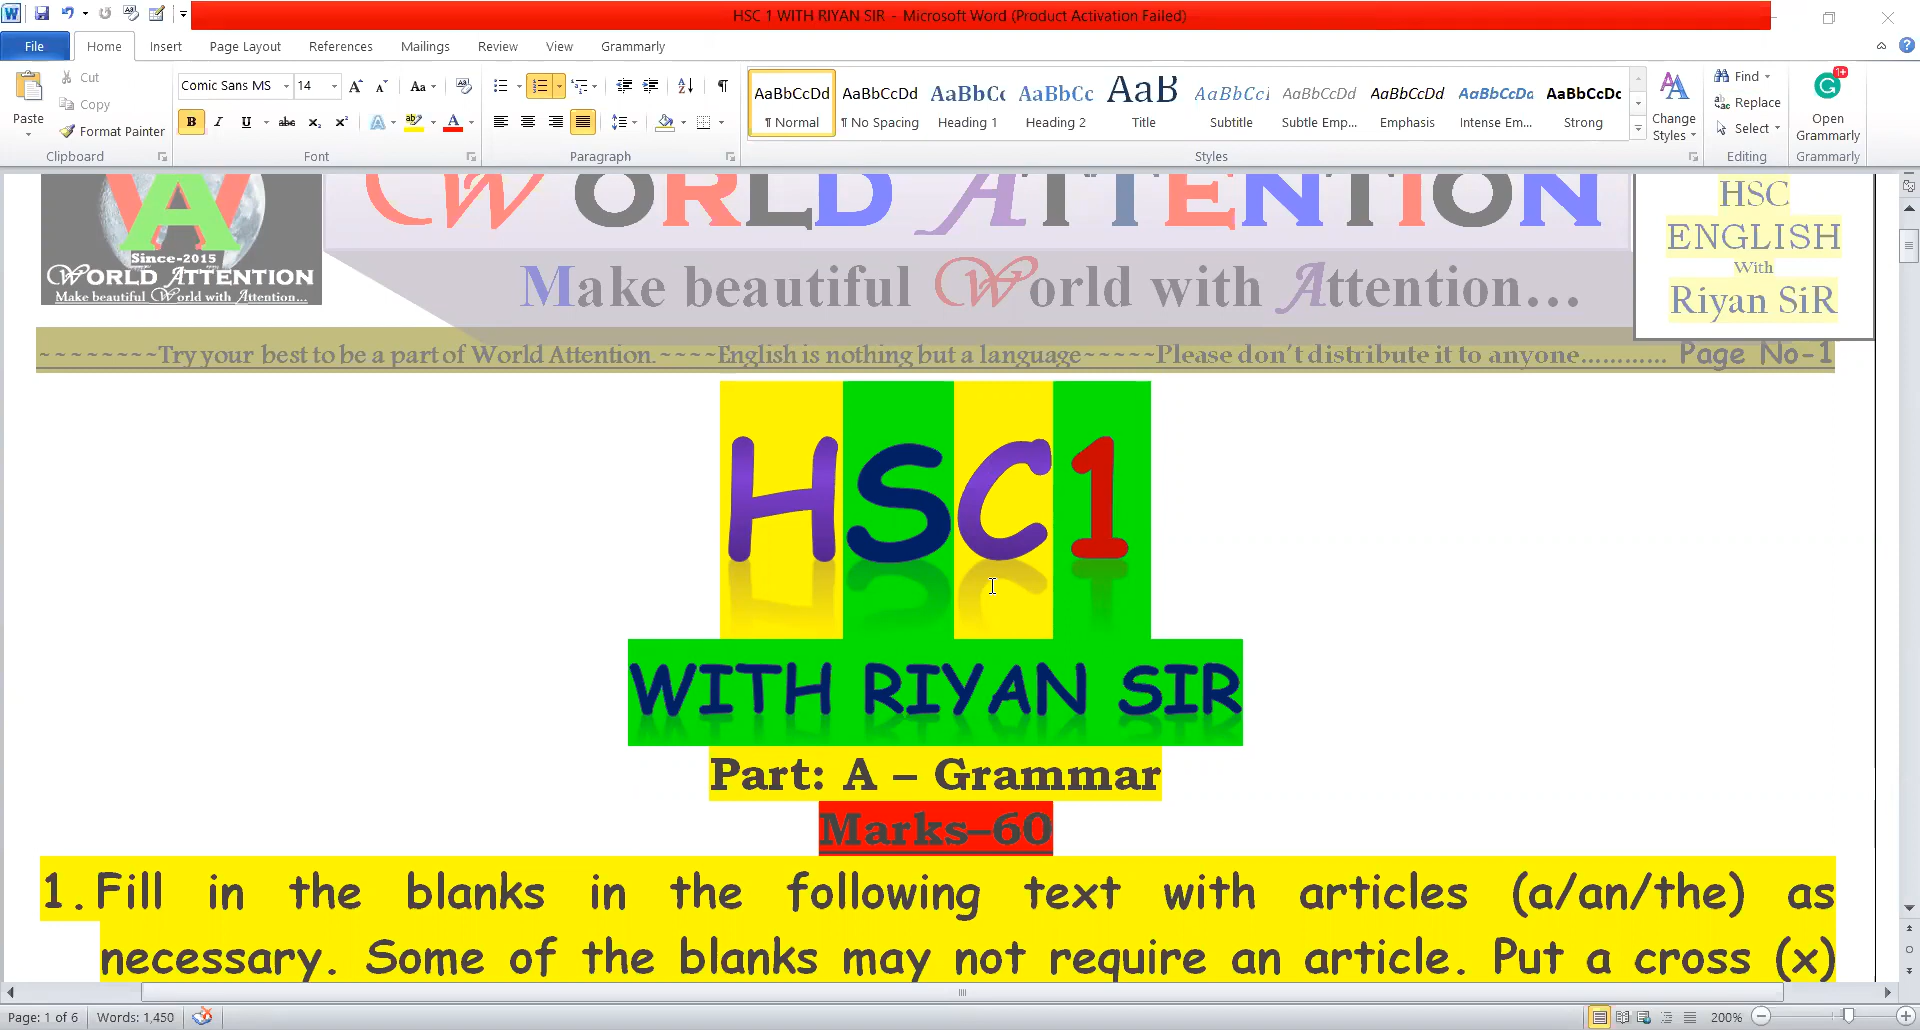 HSC 1 WITH RIYAN SIR - Microsoft Word (Product Activation Failed)
File Home Insert Page Layout References Mailings Review View Grammarly
Paste
Cut
Copy
Format Painter
Clipboard
Comic Sans MS 14
Font
Paragraph
AaBbCcDd AaBbCcDd AaBbCc AaBbCc AaB AaBbCcI AaBbCcDd AaBbCcDd AaBbCcDc AaBbCcDc
¶ Normal ¶ No Spacing Heading 1 Heading 2 Title Subtitle Subtle Emp... Emphasis Intense Em... Strong
Styles
Change Styles
Find
Replace
Select
Editing
Open Grammarly
Grammarly
WA
Since-2015
WORLD ATTENTION
Make beautiful World with Attention...
WORLD ATTENTION
Make beautiful World with Attention...
HSC
ENGLISH
With
Riyan SiR
~~~~~~~~Try your best to be a part of World Attention.~~~~English is nothing but a language~~~~~Please don't distribute it to anyone............. Page No-1
HSC1
WITH RIYAN SIR
Part: A – Grammar
Marks–60
1. Fill in the blanks in the following text with articles (a/an/the) as
necessary. Some of the blanks may not require an article. Put a cross (x)
Page: 1 of 6 Words: 1,450 200%